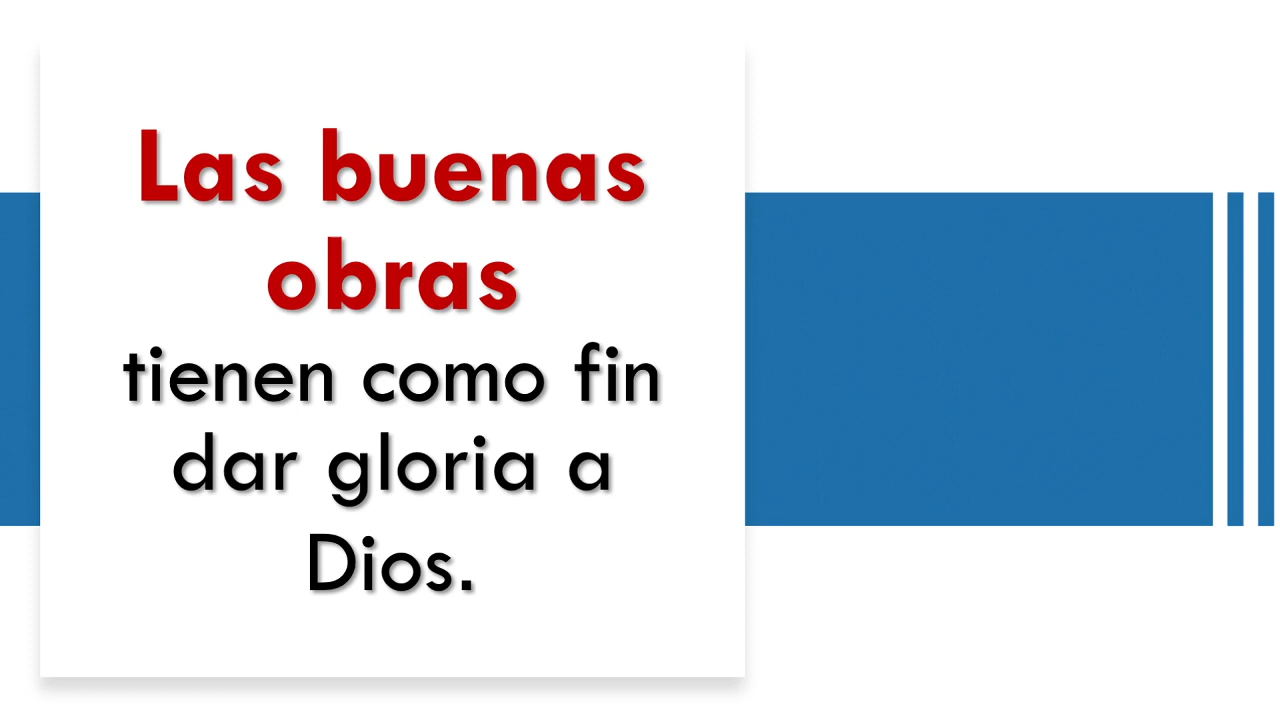 Las buenas
obras
tienen como fin
dar gloria a
Dios.